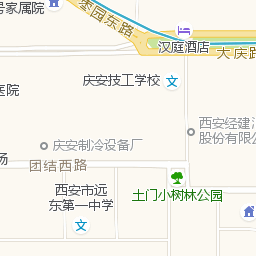 号家属院
枣园东路
汉庭酒店
大庆路
庆安技工学校
医院
西安经建
股份有限公
庆安制冷设备厂
场
团结西路
西安市远
东第一中学
土门小树林公园